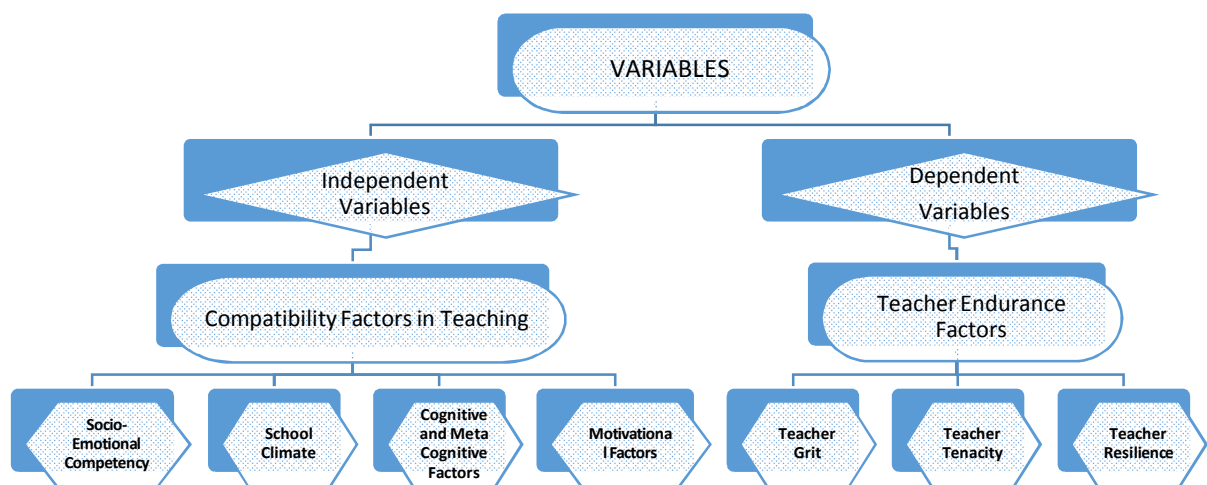 VARIABLES
Independent
Variables
Dependent
Variables
Compatibility Factors in Teaching
Teacher Endurance
Factors
Socio-
Emotional
Competency
School
Climate
Cognitive
and Meta
Cognitive
Factors
Motivationa
l Factors
Teacher
Grit
Teacher
Tenacity
Teacher
Resilience